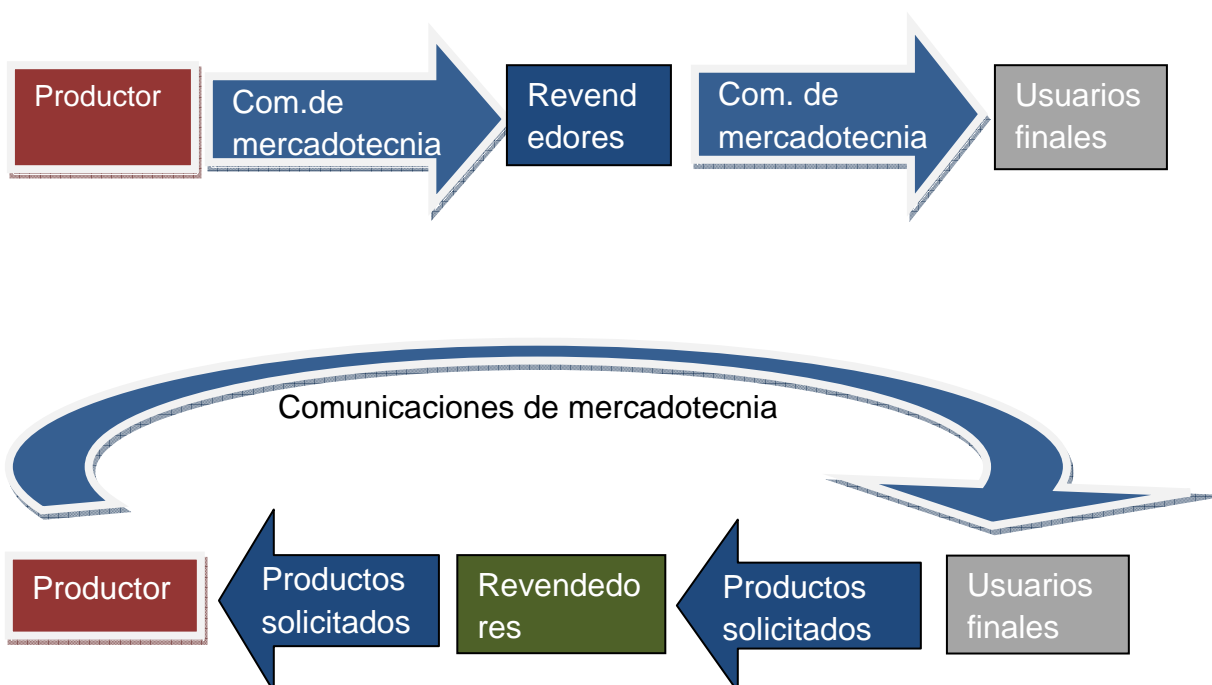 Productor
Com.de
mercadotecnia
Revend
edores
Com. de
mercadotecnia
Usuarios
finales
Comunicaciones de mercadotecnia
Productor
Productos
solicitados
Revendedo
res
Productos
solicitados
Usuarios
finales